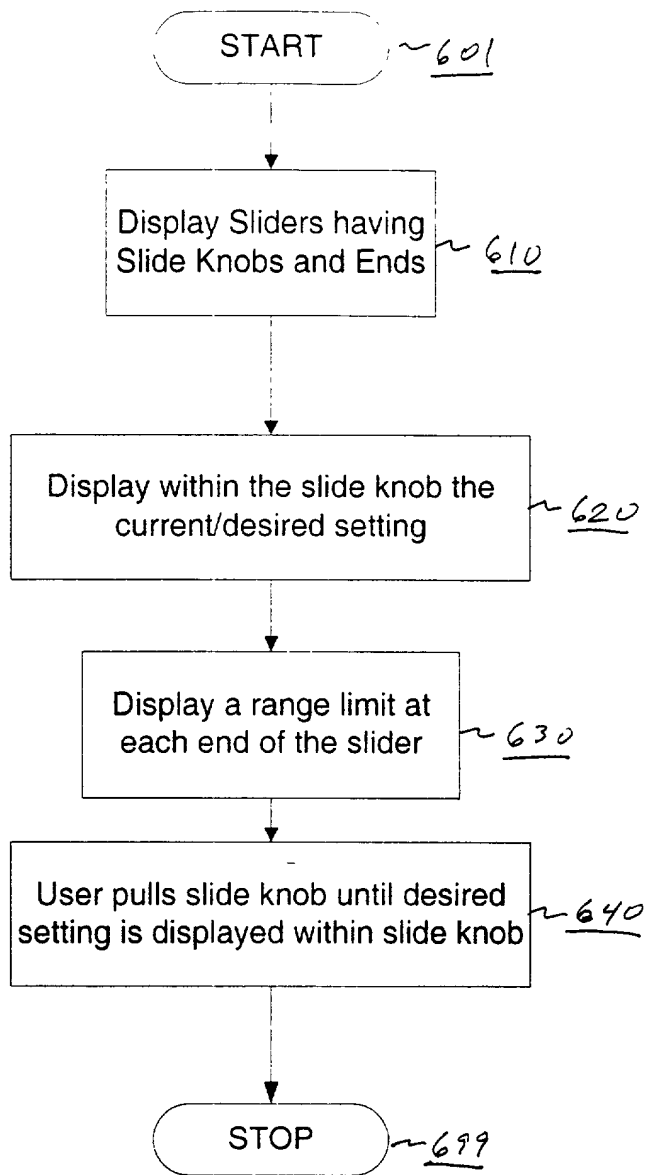 START
601
Display Sliders having
Slide Knobs and Ends
610
Display within the slide knob the
current/desired setting
620
Display a range limit at
each end of the slider
630
User pulls slide knob until desired
setting is displayed within slide knob
640
STOP
699